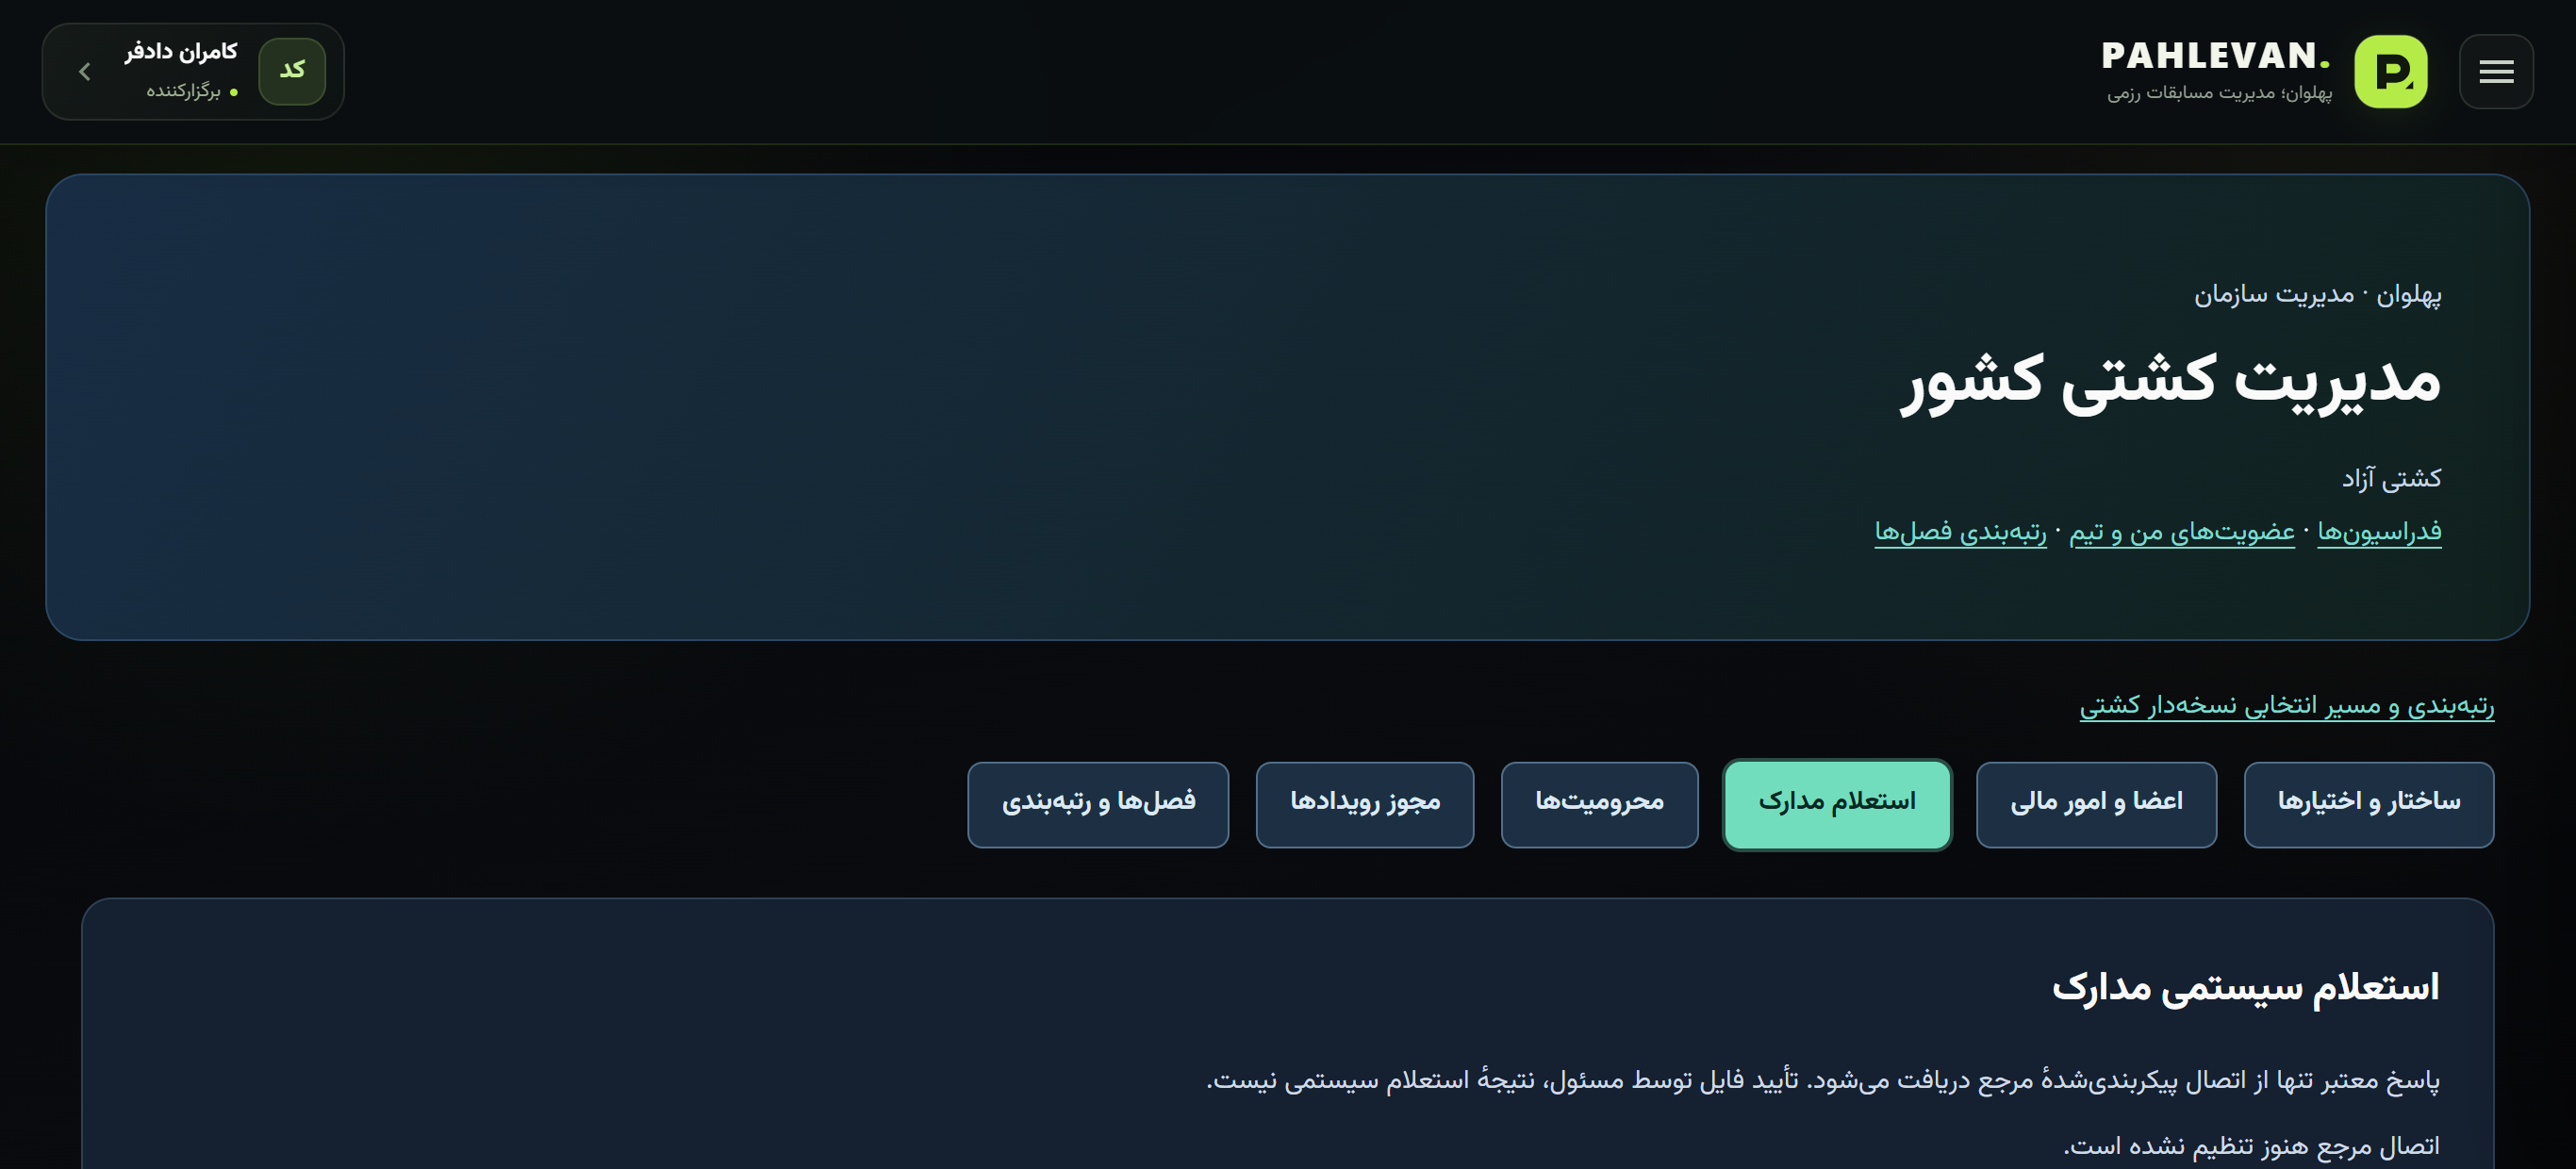 PAHLEVAN.
پهلوان؛ مدیریت مسابقات رزمی
کد
کامران دادفر
برگزارکننده
پهلوان · مدیریت سازمان
مدیریت کشتی کشور
کشتی آزاد
فدراسیون‌ها · عضویت‌های من و تیم · رتبه‌بندی فصل‌ها
رتبه‌بندی و مسیر انتخابی نسخه‌دار کشتی
ساختار و اختیارها
اعضا و امور مالی
استعلام مدارک
محرومیت‌ها
مجوز رویدادها
فصل‌ها و رتبه‌بندی
استعلام سیستمی مدارک
پاسخ معتبر تنها از اتصال پیکربندی‌شدهٔ مرجع دریافت می‌شود. تأیید فایل توسط مسئول، نتیجهٔ استعلام سیستمی نیست.
اتصال مرجع هنوز تنظیم نشده است.